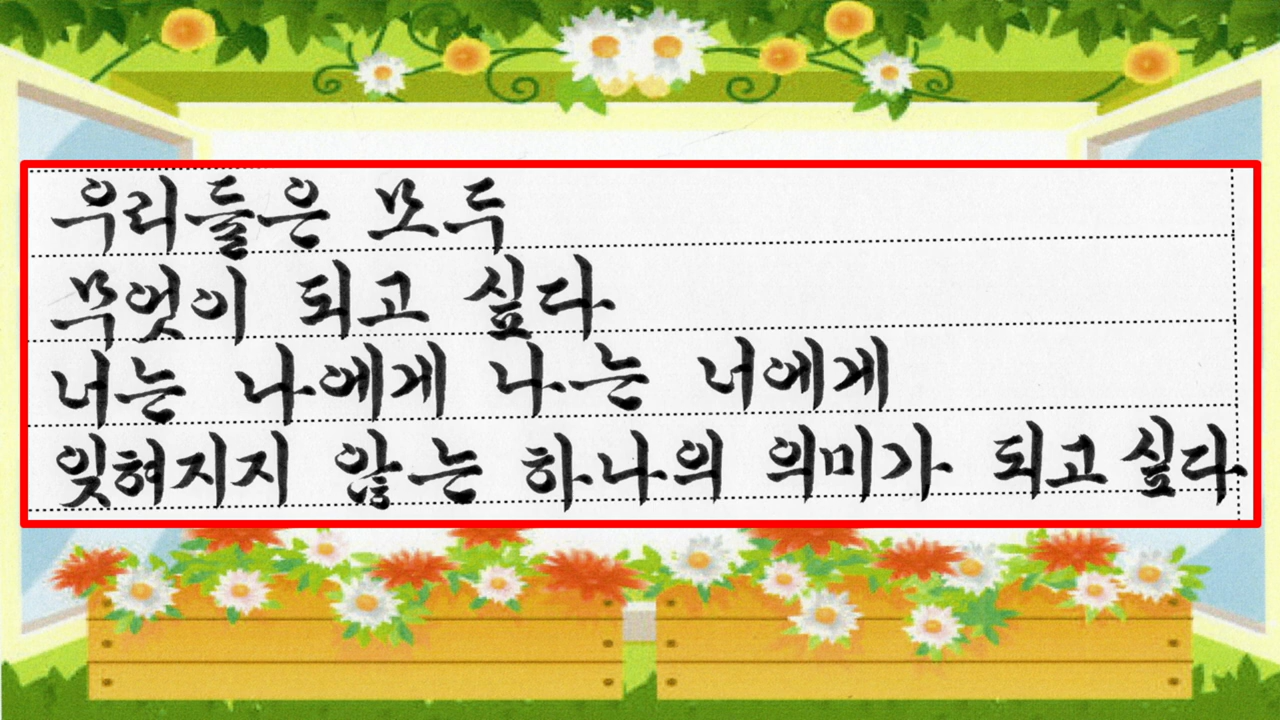 우리들은 모두
무엇이 되고 싶다
너는 나에게 나는 너에게
잊혀지지 않는 하나의 의미가 되고 싶다